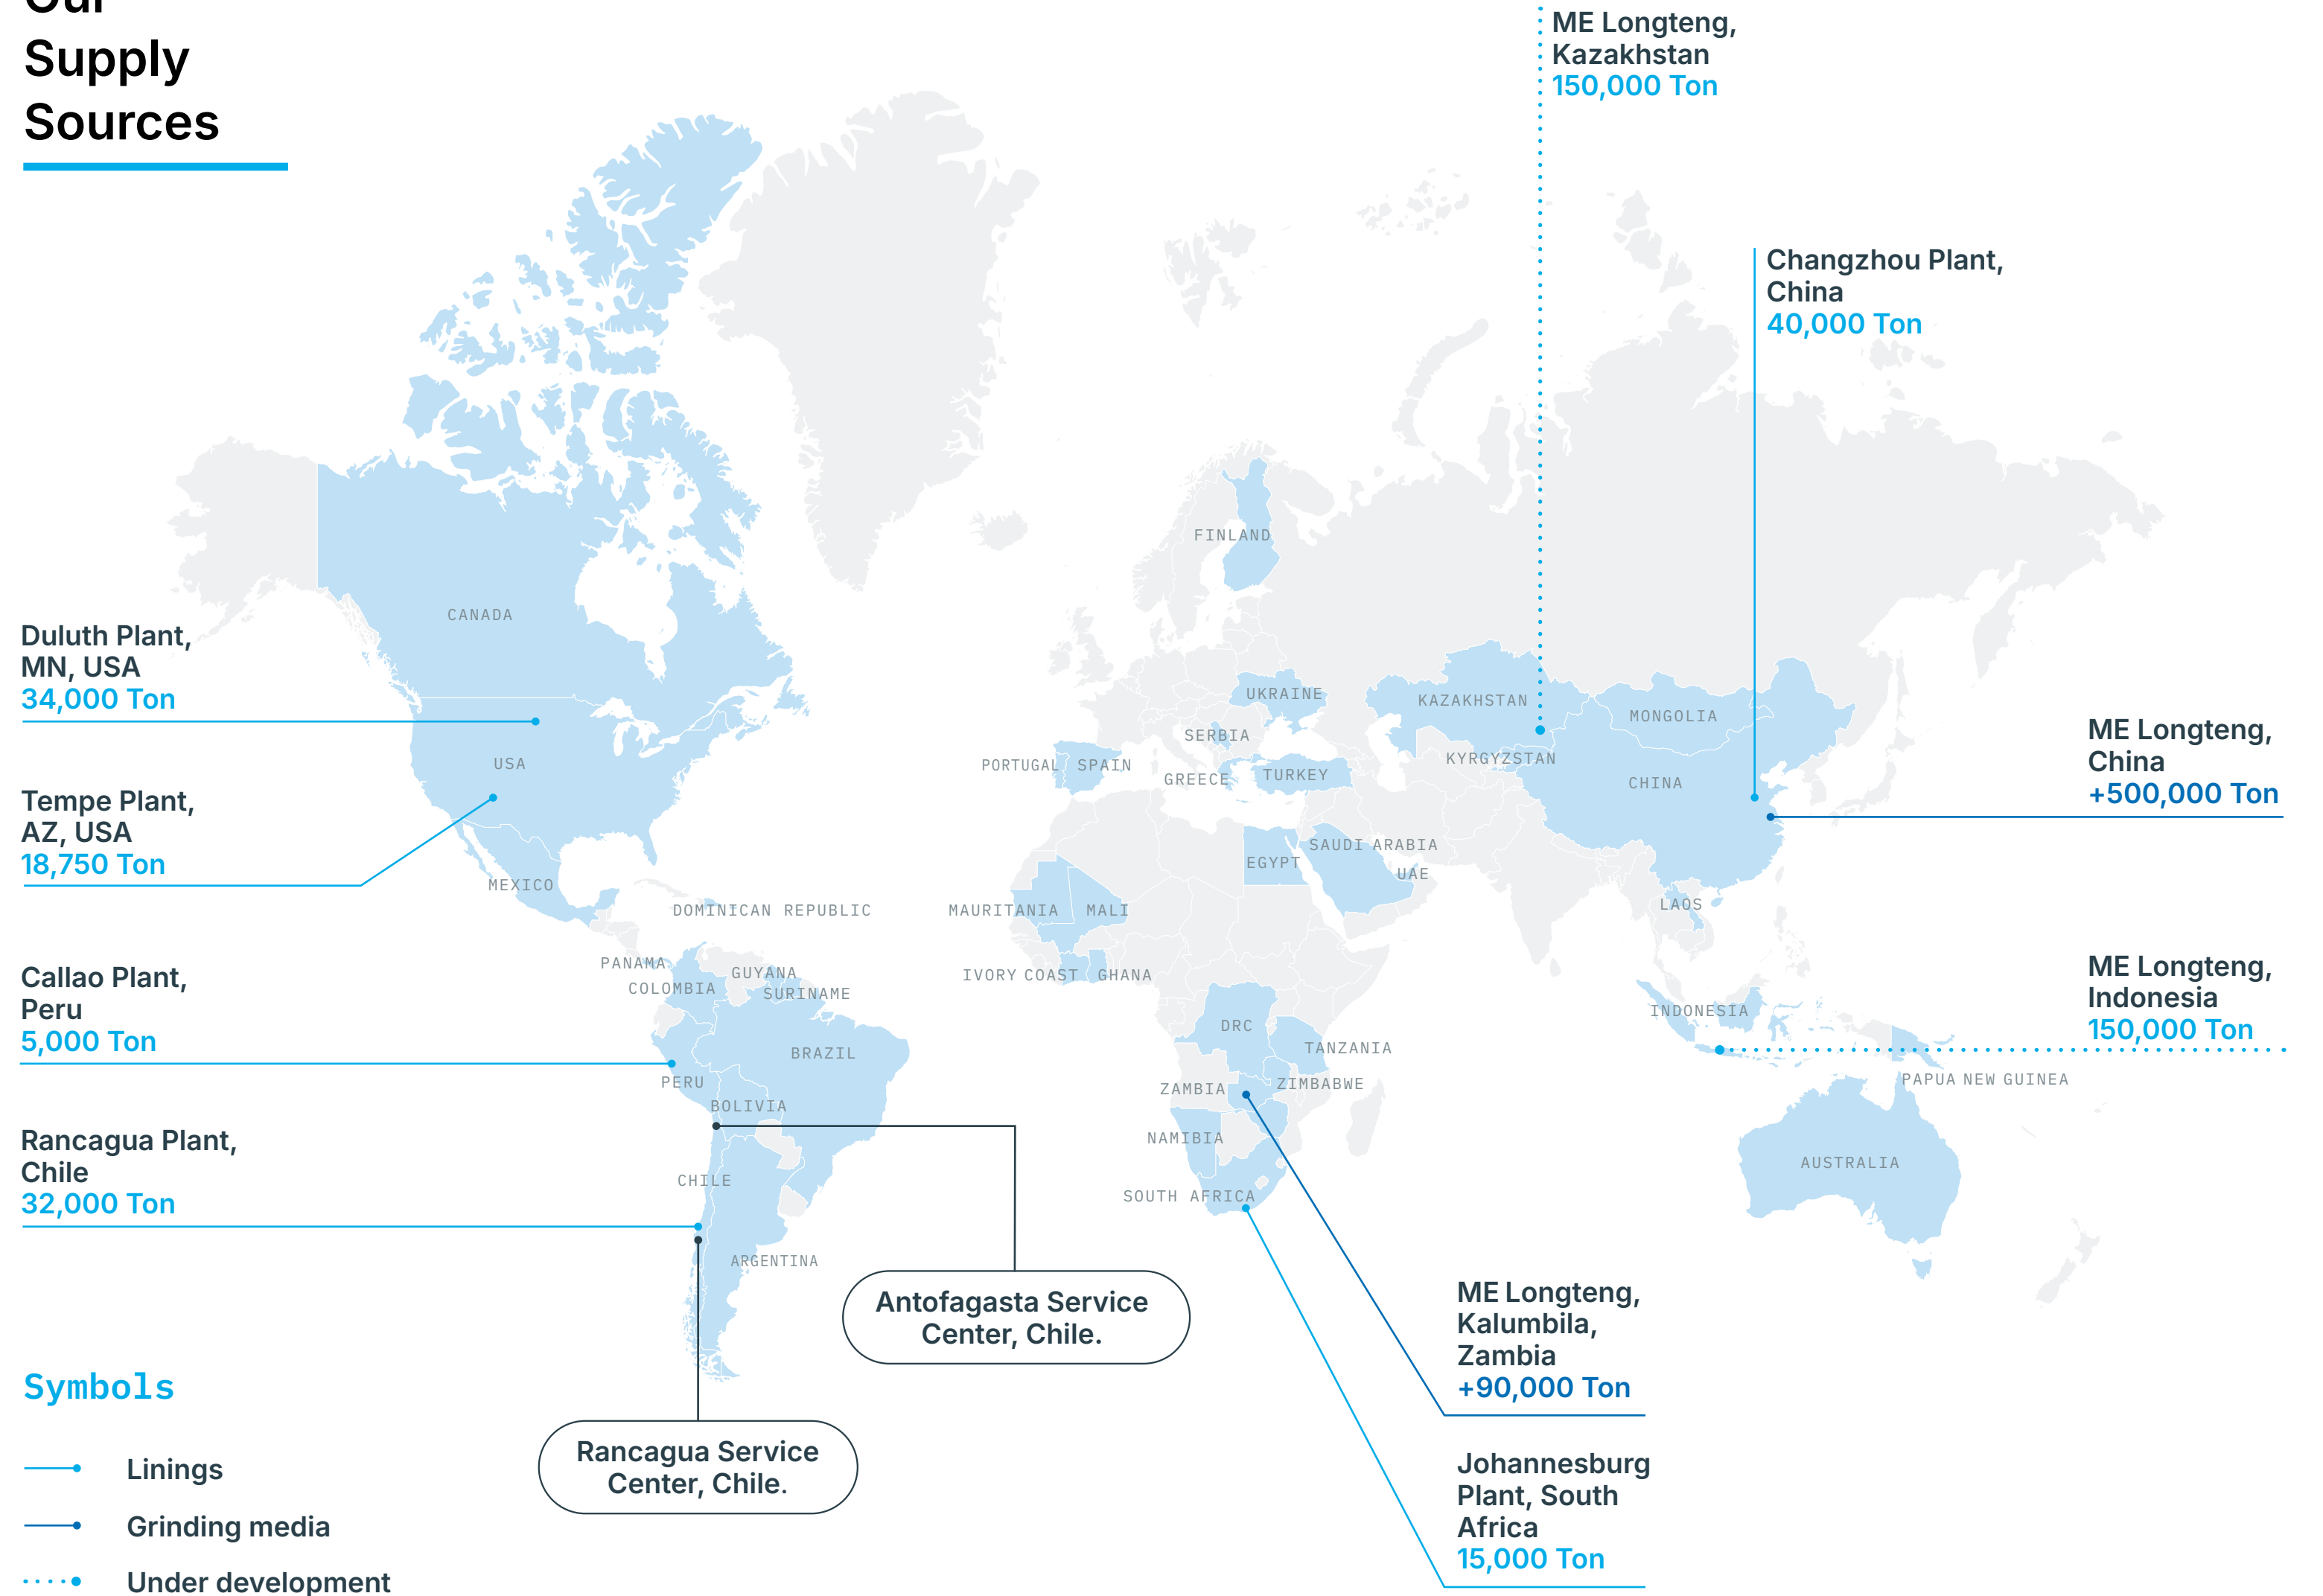 Our
Supply
Sources
ME Longteng,
Kazakhstan
150,000 Ton
Changzhou Plant,
China
40,000 Ton
Duluth Plant,
MN, USA
34,000 Ton
Tempe Plant,
AZ, USA
18,750 Ton
Callao Plant,
Peru
5,000 Ton
Rancagua Plant,
Chile
32,000 Ton
ME Longteng,
China
+500,000 Ton
ME Longteng,
Indonesia
150,000 Ton
FINLAND
CANADA
UKRAINE
KAZAKHSTAN
MONGOLIA
SERBIA
KYRGYZSTAN
USA
PORTUGAL
SPAIN
GREECE
TURKEY
CHINA
SAUDI ARABIA
EGYPT
UAE
MEXICO
DOMINICAN REPUBLIC
MAURITANIA
MALI
LAOS
PANAMA
GUYANA
IVORY COAST
GHANA
COLOMBIA
SURINAME
INDONESIA
DRC
BRAZIL
TANZANIA
PERU
ZAMBIA
ZIMBABWE
PAPUA NEW GUINEA
BOLIVIA
NAMIBIA
AUSTRALIA
CHILE
SOUTH AFRICA
ARGENTINA
Antofagasta Service
Center, Chile.
Rancagua Service
Center, Chile.
ME Longteng,
Kalumbila,
Zambia
+90,000 Ton
Johannesburg
Plant, South
Africa
15,000 Ton
Symbols
Linings
Grinding media
Under development